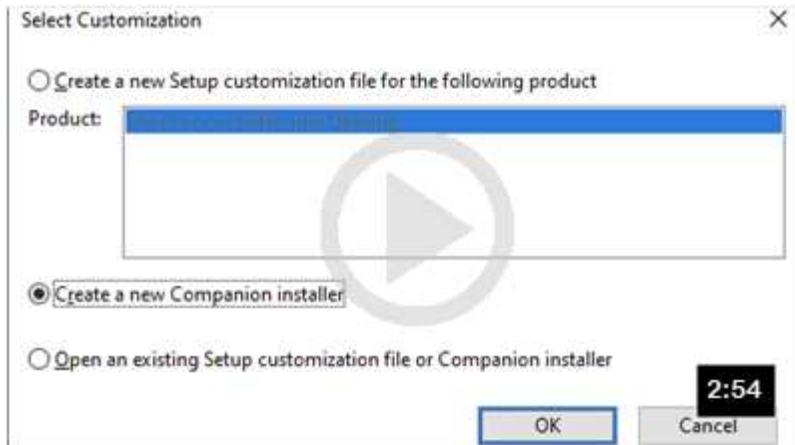 Select Customization
Create a new Setup customization file for the following product
Product:
Create a new Companion installer
Open an existing Setup customization file or Companion installer
2:54
OK
Cancel